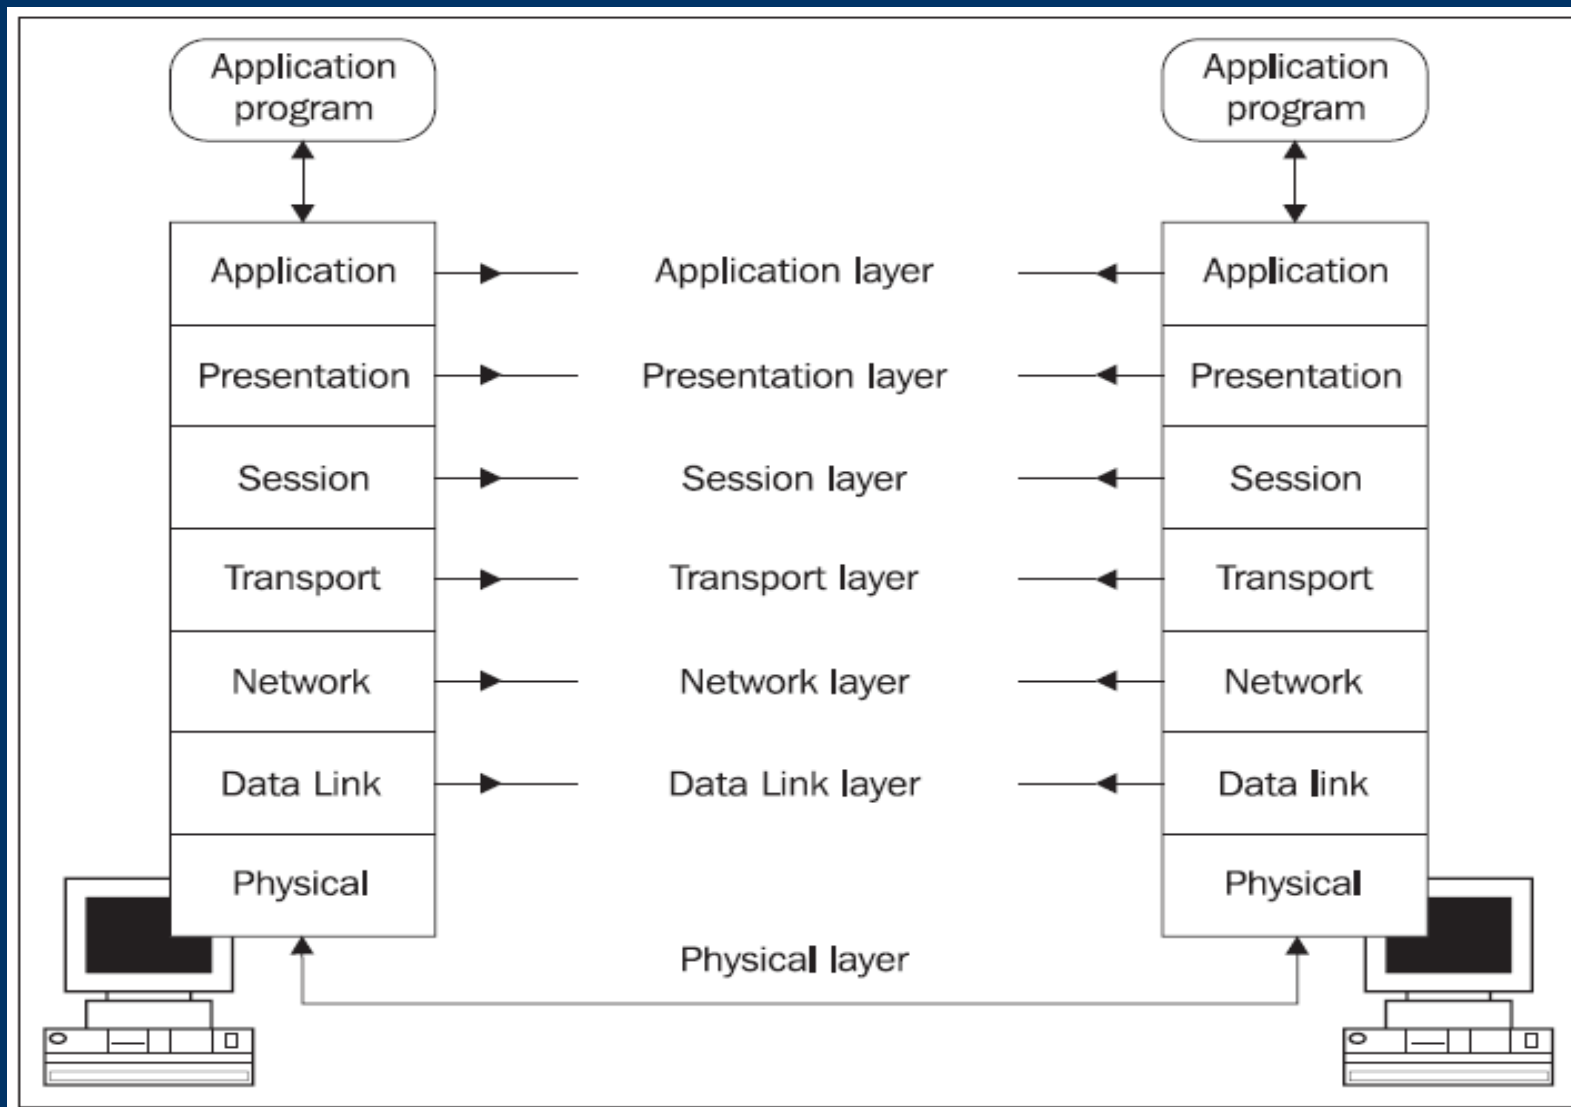 Application
program
Application
program
Application
Application layer
Application
Presentation
Presentation layer
Presentation
Session
Session layer
Session
Transport
Transport layer
Transport
Network
Network layer
Network
Data Link
Data Link layer
Data link
Physical
Physical
Physical layer